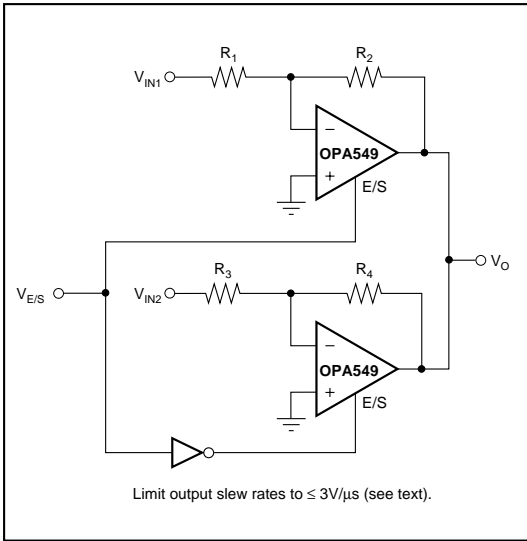 R1 R2
VIN1
–
OPA549
+
E/S
VO
R3 R4
VE/S VIN2
–
OPA549
+
E/S
Limit output slew rates to ≤ 3V/µs (see text).